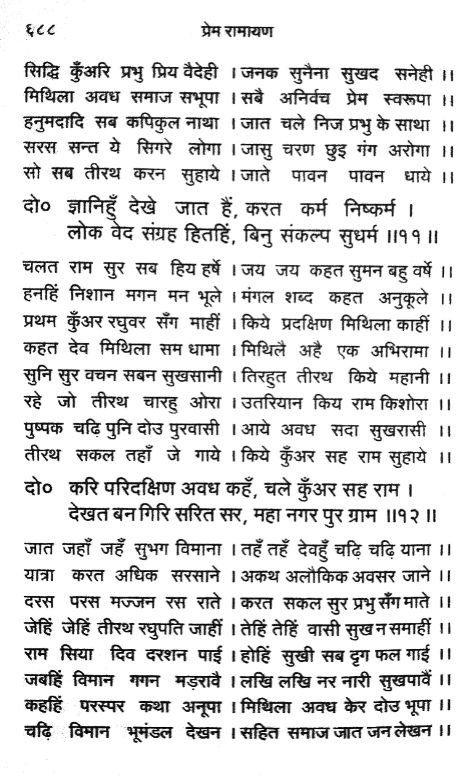 ६८८ प्रेम रामायण
सिद्धि कुँअरि प्रभु प्रिय वैदेही । जनक सुनैना सुखद सनेही ।।
मिथिला अवध समाज सभूपा । सबै अनिर्वच प्रेम स्वरूपा ।।
हनुमदादि सब कपिकुल नाथा । जात चले निज प्रभु के साथा ।।
सरस सन्त ये सिगरे लोगा । जासु चरण छुइ गंग अरोगा ।।
सो सब तीरथ करन सुहाये । जाते पावन पावन धाये ।।
दो० ज्ञानिहुँ देखे जात हैं, करत कर्म निष्कर्म ।
लोक वेद संग्रह हितहिं, बिनु संकल्प सुधर्म ।।११।।
चलत राम सुर सब हिय हर्षे । जय जय कहत सुमन बहु वर्षे ।।
हनहिं निशान मगन मन भूले । मंगल शब्द कहत अनुकूले ।।
प्रथम कुँअर रघुवर सँग माहीं । किये प्रदक्षिण मिथिला काहीं ।।
कहत देव मिथिला सम धामा । मिथिलै अहै एक अभिरामा ।।
सुनि सुर वचन सबन सुखसानी । तिरहुत तीरथ किये महानी ।।
रहे जो तीरथ चारहु ओरा । उतरियान किय राम किशोरा ।।
पुष्पक चढ़ि पुनि दोउ पुरवासी । आये अवध सदा सुखरासी ।।
तीरथ सकल तहाँ जे गाये । किये कुँअर सह राम सुहाये ।।
दो० करि परिदक्षिण अवध कहँ, चले कुँअर सह राम ।
देखत बन गिरि सरित सर, महा नगर पुर ग्राम ।।१२।।
जात जहाँ जहँ सुभग विमाना । तहँ तहँ देवहुँ चढ़ि चढ़ि याना ।।
यात्रा करत अधिक सरसाने । अकथ अलौकिक अवसर जाने ।।
दरस परस मज्जन रस राते । करत सकल सुर प्रभु सँग माते ।।
जेहिं जेहिं तीरथ रघुपति जाहीं । तेहिं तेहिं वासी सुख न समाहीं ।।
राम सिया दिव दरशन पाई । होहिं सुखी सब दृग फल गाई ।।
जबहिं विमान गगन मड़रावै । लखि लखि नर नारी सुखपावैं ।।
कहहिं परस्पर कथा अनूपा । मिथिला अवध केर दोउ भूपा ।।
चढ़ि विमान भूमंडल देखन । सहित समाज जात जन लेखन ।।